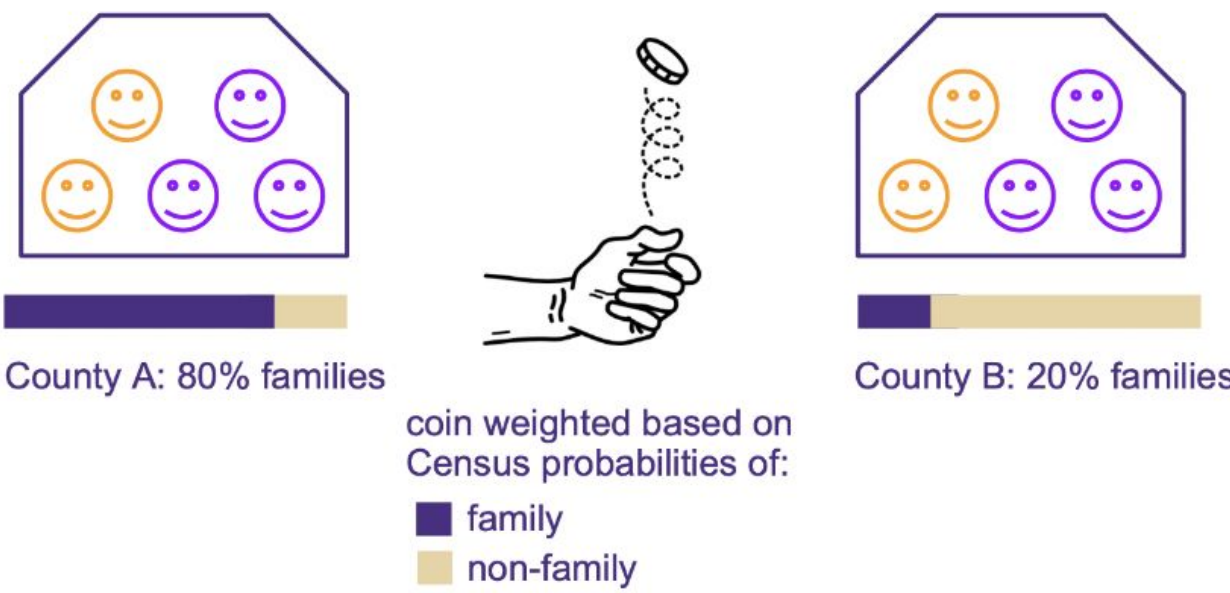 County A: 80% families
County B: 20% families
coin weighted based on
Census probabilities of:
family
non-family